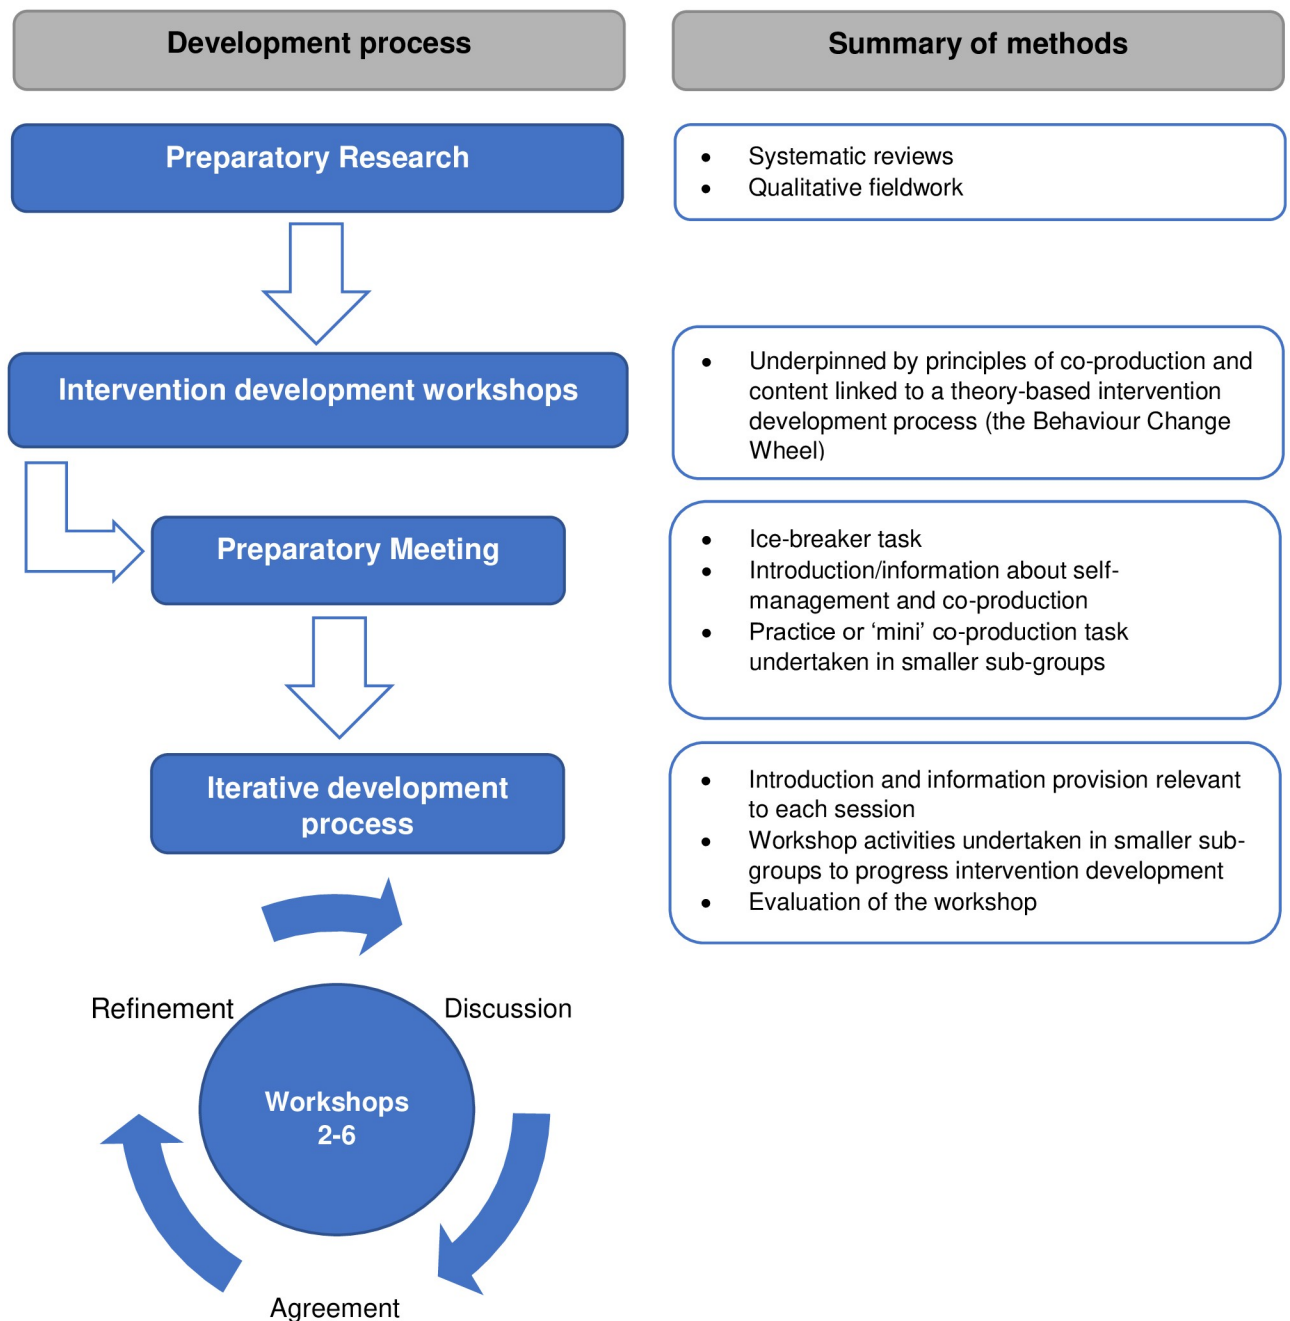 Development process
Summary of methods
Preparatory Research
• Systematic reviews
• Qualitative fieldwork
Intervention development workshops
• Underpinned by principles of co-production and
content linked to a theory-based intervention
development process (the Behaviour Change
Wheel)
Preparatory Meeting
• Ice-breaker task
• Introduction/information about self-
management and co-production
• Practice or ‘mini’ co-production task
undertaken in smaller sub-groups
Iterative development
process
• Introduction and information provision relevant
to each session
• Workshop activities undertaken in smaller sub-
groups to progress intervention development
• Evaluation of the workshop
Refinement
Discussion
Workshops
2-6
Agreement